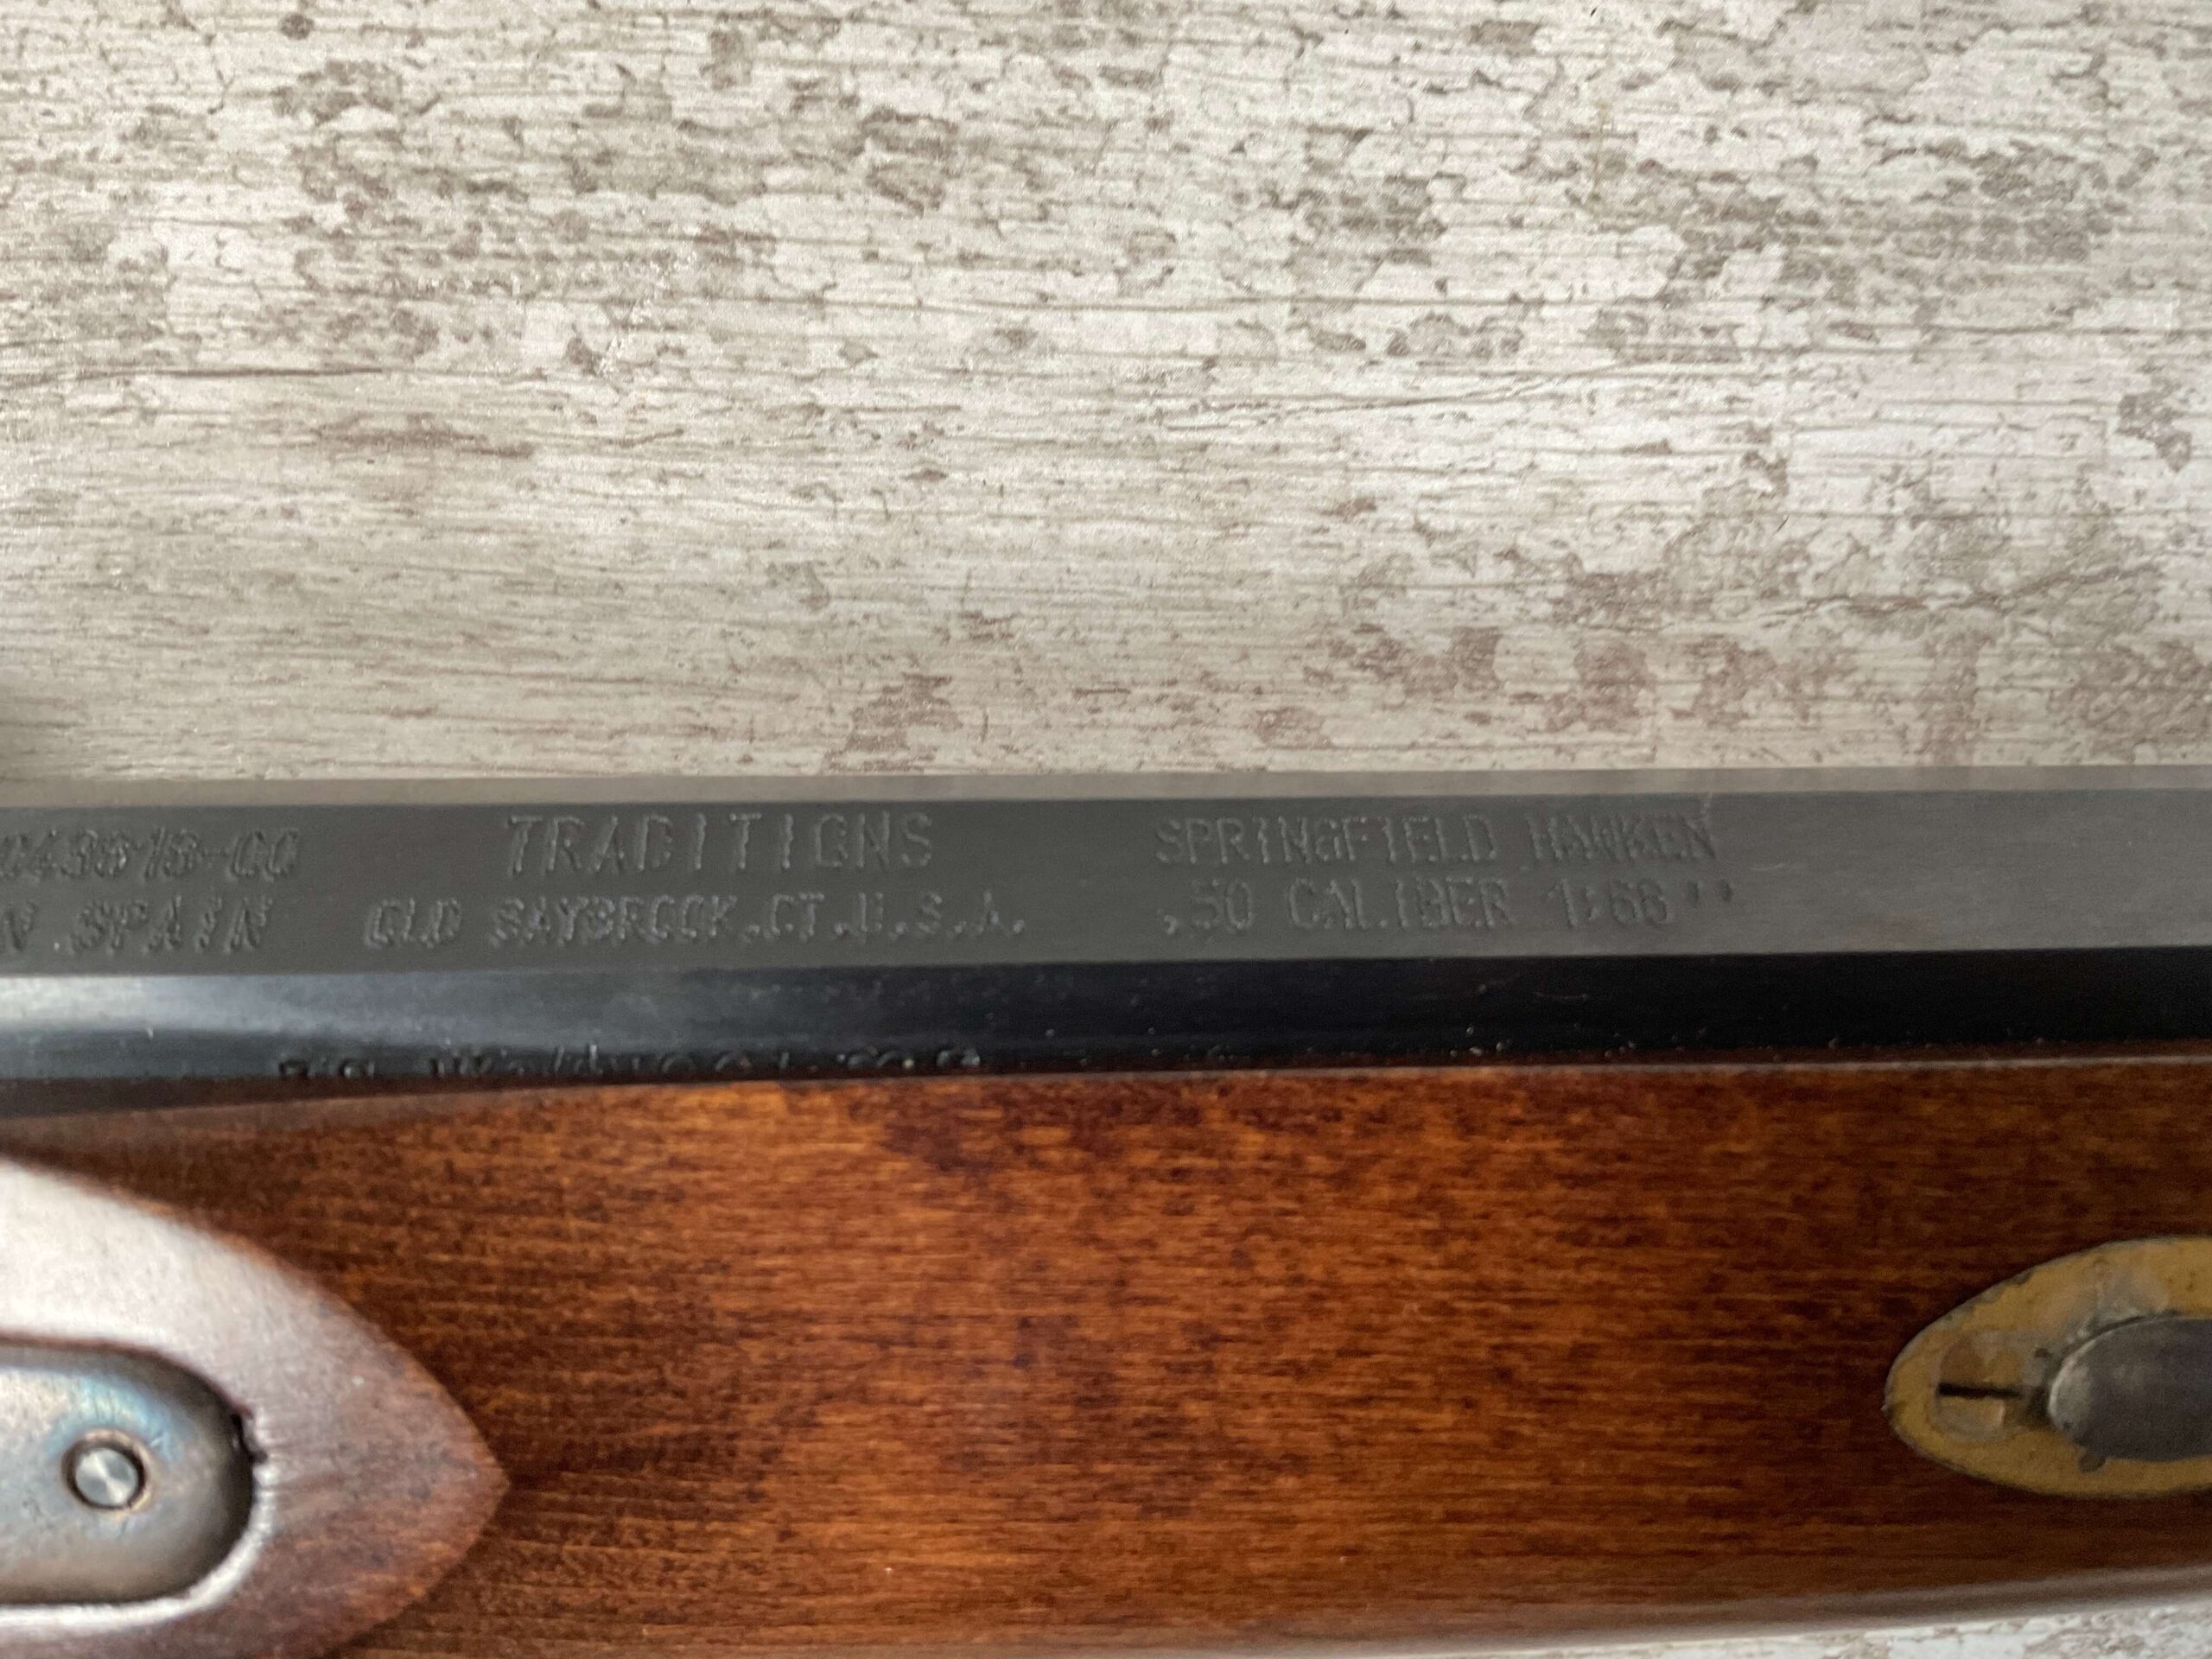 TRADITIONS
SPAIN OLD SAYBROOK,CT.U.S.A.
SPRINGFIELD HAWKEN
.50 CALIBER 1:66"